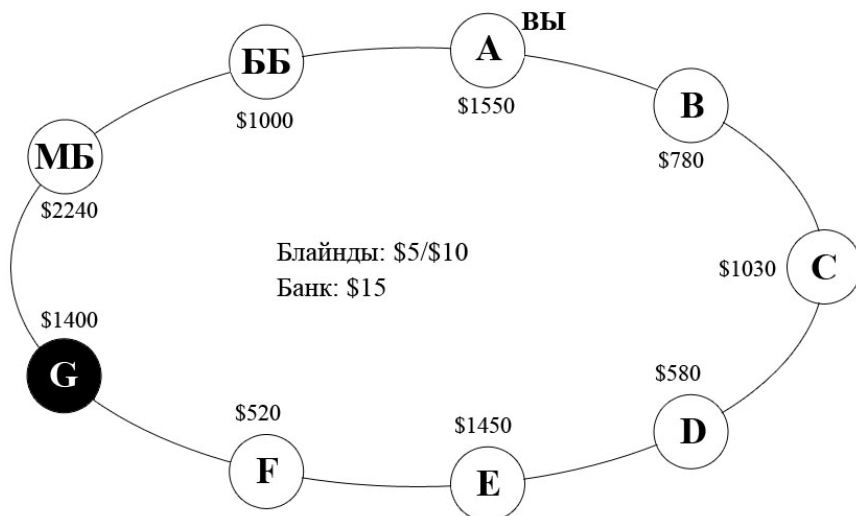 ВЫ
ББ
$1000
А
$1550
В
$780
МБ
$2240
Блайнды: $5/$10
Банк: $15
С
$1030
$1400
G
$520
F
$1450
E
$580
D